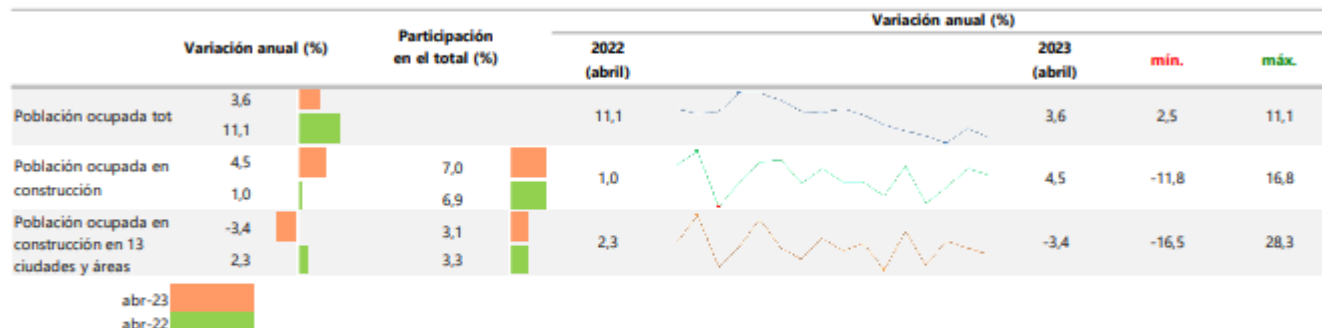 Variación anual (%)
Variación anual (%) Participación en el total (%) 2022 (abril) 2023 (abril) mín. máx.
Población ocupada tot 3,6 11,1 11,1 3,6 2,5 11,1
Población ocupada en construcción 4,5 1,0 7,0 6,9 1,0 4,5 -11,8 16,8
Población ocupada en construcción en 13 ciudades y áreas -3,4 2,3 3,1 3,3 2,3 -3,4 -16,5 28,3
abr-23
abr-22